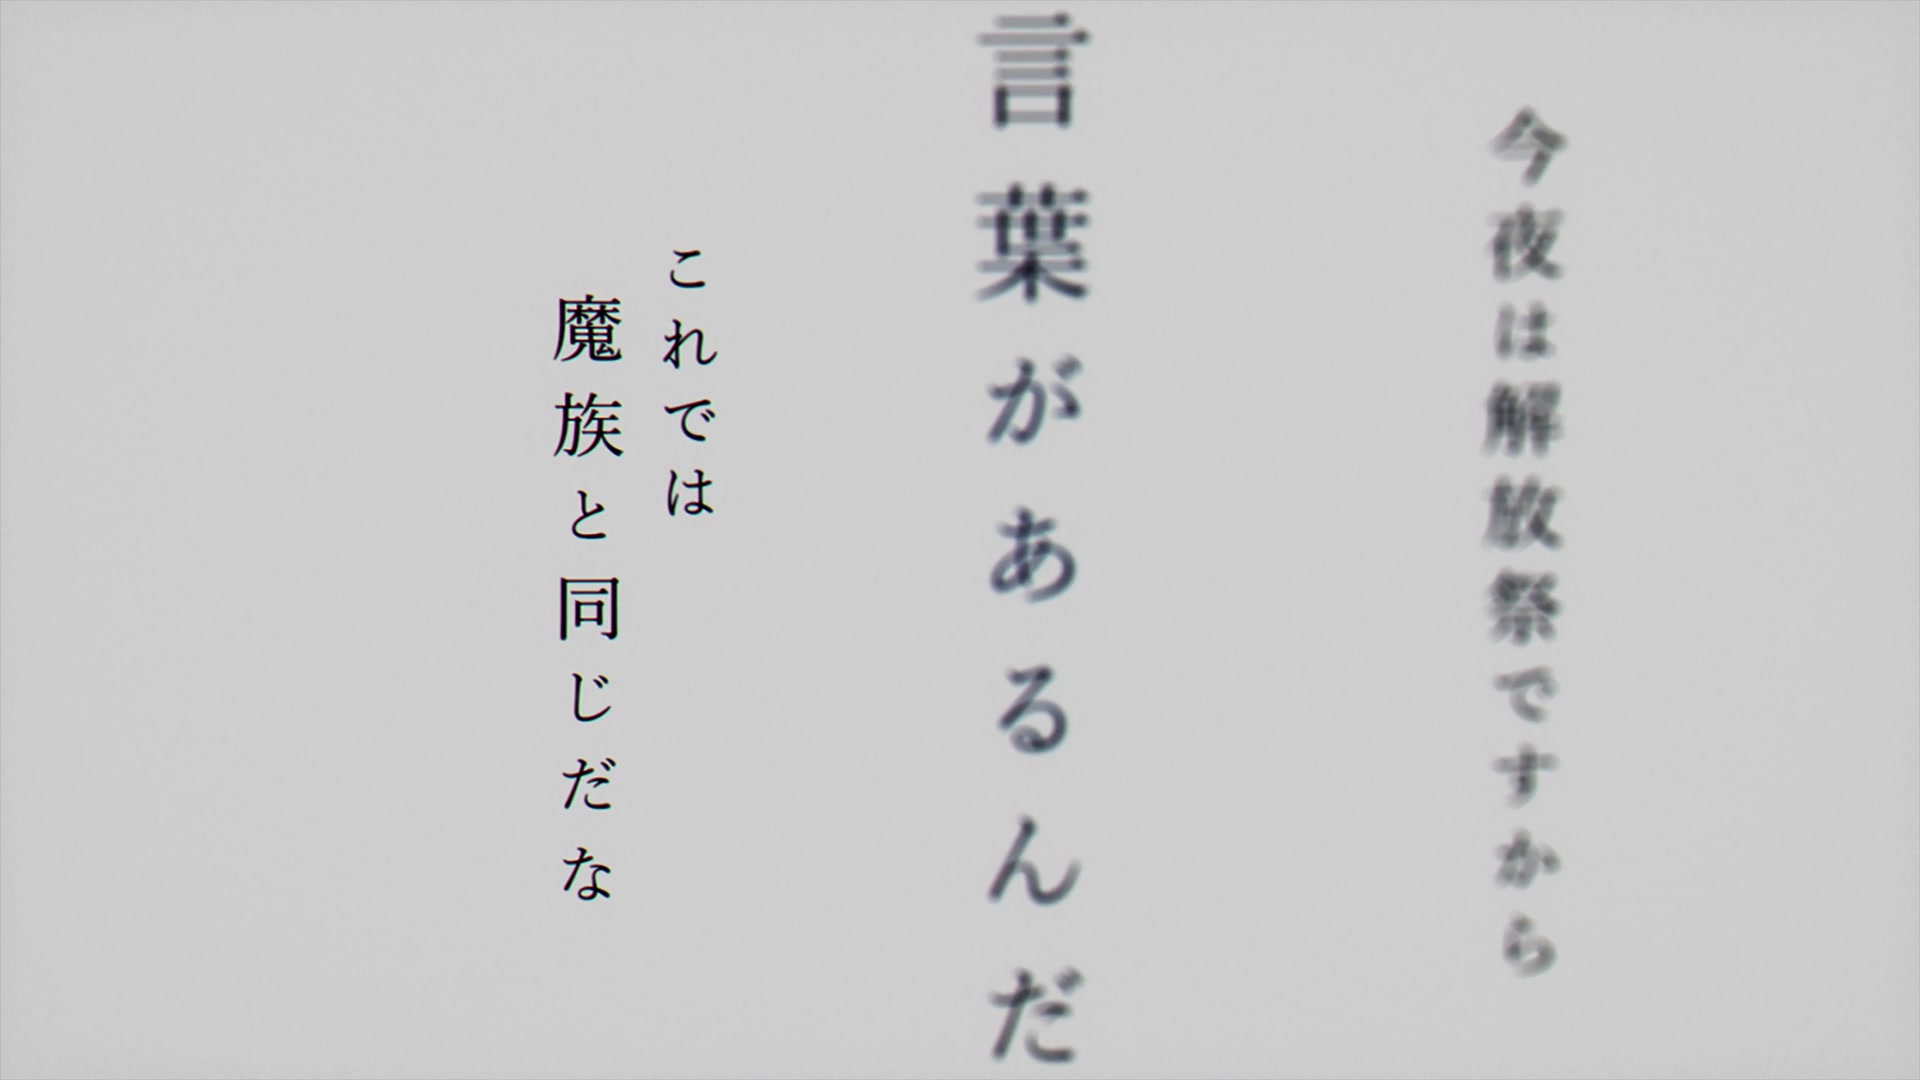 今夜は解放祭ですから
言葉があるんだ
これでは
魔族と同じだな